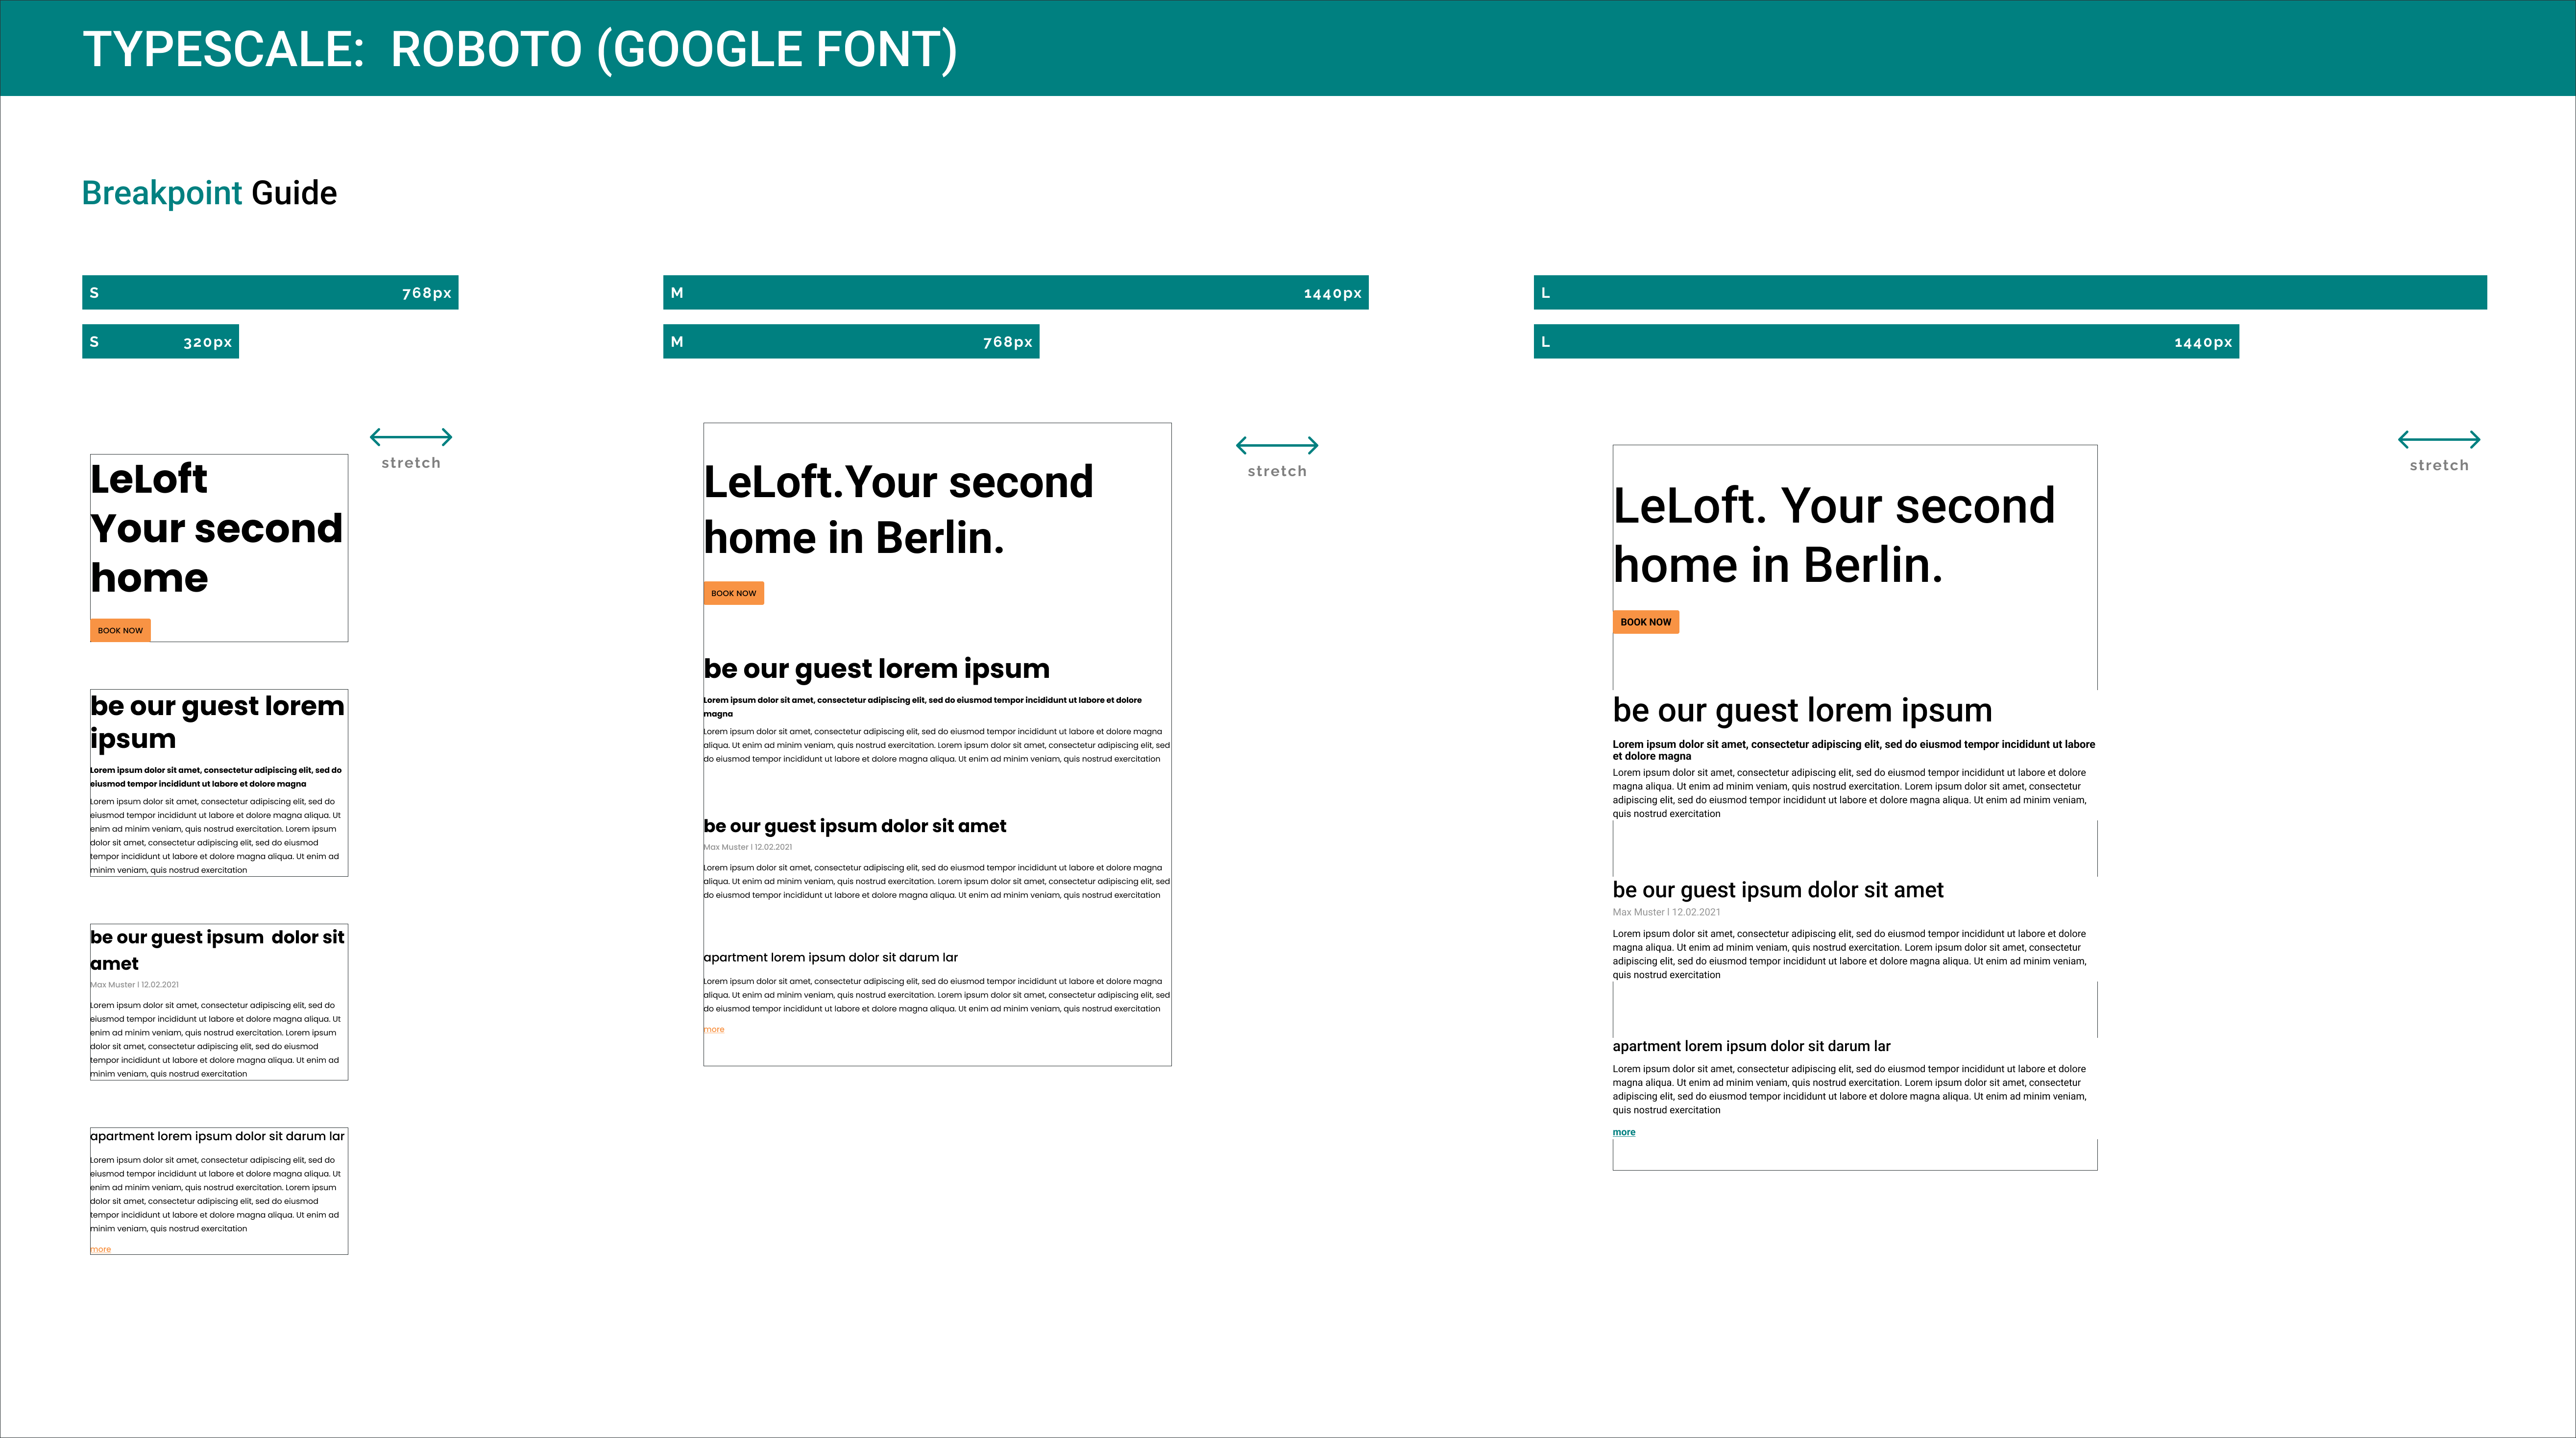 TYPESCALE:  ROBOTO (GOOGLE FONT)
Breakpoint Guide
S 768px
S 320px
stretch
LeLoft
Your second
home
BOOK NOW
be our guest lorem
ipsum
Lorem ipsum dolor sit amet, consectetur adipiscing elit, sed do
eiusmod tempor incididunt ut labore et dolore magna
Lorem ipsum dolor sit amet, consectetur adipiscing elit, sed do
eiusmod tempor incididunt ut labore et dolore magna aliqua. Ut
enim ad minim veniam, quis nostrud exercitation. Lorem ipsum
dolor sit amet, consectetur adipiscing elit, sed do eiusmod
tempor incididunt ut labore et dolore magna aliqua. Ut enim ad
minim veniam, quis nostrud exercitation
be our guest ipsum  dolor sit
amet
Max Muster I 12.02.2021
Lorem ipsum dolor sit amet, consectetur adipiscing elit, sed do
eiusmod tempor incididunt ut labore et dolore magna aliqua. Ut
enim ad minim veniam, quis nostrud exercitation. Lorem ipsum
dolor sit amet, consectetur adipiscing elit, sed do eiusmod
tempor incididunt ut labore et dolore magna aliqua. Ut enim ad
minim veniam, quis nostrud exercitation
apartment lorem ipsum dolor sit darum lar
Lorem ipsum dolor sit amet, consectetur adipiscing elit, sed do
eiusmod tempor incididunt ut labore et dolore magna aliqua. Ut
enim ad minim veniam, quis nostrud exercitation. Lorem ipsum
dolor sit amet, consectetur adipiscing elit, sed do eiusmod
tempor incididunt ut labore et dolore magna aliqua. Ut enim ad
minim veniam, quis nostrud exercitation
more
M 1440px
M 768px
stretch
LeLoft.Your second
home in Berlin.
BOOK NOW
be our guest lorem ipsum
Lorem ipsum dolor sit amet, consectetur adipiscing elit, sed do eiusmod tempor incididunt ut labore et dolore
magna
Lorem ipsum dolor sit amet, consectetur adipiscing elit, sed do eiusmod tempor incididunt ut labore et dolore magna
aliqua. Ut enim ad minim veniam, quis nostrud exercitation. Lorem ipsum dolor sit amet, consectetur adipiscing elit, sed
do eiusmod tempor incididunt ut labore et dolore magna aliqua. Ut enim ad minim veniam, quis nostrud exercitation
be our guest ipsum dolor sit amet
Max Muster I 12.02.2021
Lorem ipsum dolor sit amet, consectetur adipiscing elit, sed do eiusmod tempor incididunt ut labore et dolore magna
aliqua. Ut enim ad minim veniam, quis nostrud exercitation. Lorem ipsum dolor sit amet, consectetur adipiscing elit, sed
do eiusmod tempor incididunt ut labore et dolore magna aliqua. Ut enim ad minim veniam, quis nostrud exercitation
apartment lorem ipsum dolor sit darum lar
Lorem ipsum dolor sit amet, consectetur adipiscing elit, sed do eiusmod tempor incididunt ut labore et dolore magna
aliqua. Ut enim ad minim veniam, quis nostrud exercitation. Lorem ipsum dolor sit amet, consectetur adipiscing elit, sed
do eiusmod tempor incididunt ut labore et dolore magna aliqua. Ut enim ad minim veniam, quis nostrud exercitation
more
L
L 1440px
stretch
LeLoft. Your second
home in Berlin.
BOOK NOW
be our guest lorem ipsum
Lorem ipsum dolor sit amet, consectetur adipiscing elit, sed do eiusmod tempor incididunt ut labore
et dolore magna
Lorem ipsum dolor sit amet, consectetur adipiscing elit, sed do eiusmod tempor incididunt ut labore et dolore
magna aliqua. Ut enim ad minim veniam, quis nostrud exercitation. Lorem ipsum dolor sit amet, consectetur
adipiscing elit, sed do eiusmod tempor incididunt ut labore et dolore magna aliqua. Ut enim ad minim veniam,
quis nostrud exercitation
be our guest ipsum dolor sit amet
Max Muster I 12.02.2021
Lorem ipsum dolor sit amet, consectetur adipiscing elit, sed do eiusmod tempor incididunt ut labore et dolore
magna aliqua. Ut enim ad minim veniam, quis nostrud exercitation. Lorem ipsum dolor sit amet, consectetur
adipiscing elit, sed do eiusmod tempor incididunt ut labore et dolore magna aliqua. Ut enim ad minim veniam,
quis nostrud exercitation
apartment lorem ipsum dolor sit darum lar
Lorem ipsum dolor sit amet, consectetur adipiscing elit, sed do eiusmod tempor incididunt ut labore et dolore
magna aliqua. Ut enim ad minim veniam, quis nostrud exercitation. Lorem ipsum dolor sit amet, consectetur
adipiscing elit, sed do eiusmod tempor incididunt ut labore et dolore magna aliqua. Ut enim ad minim veniam,
quis nostrud exercitation
more